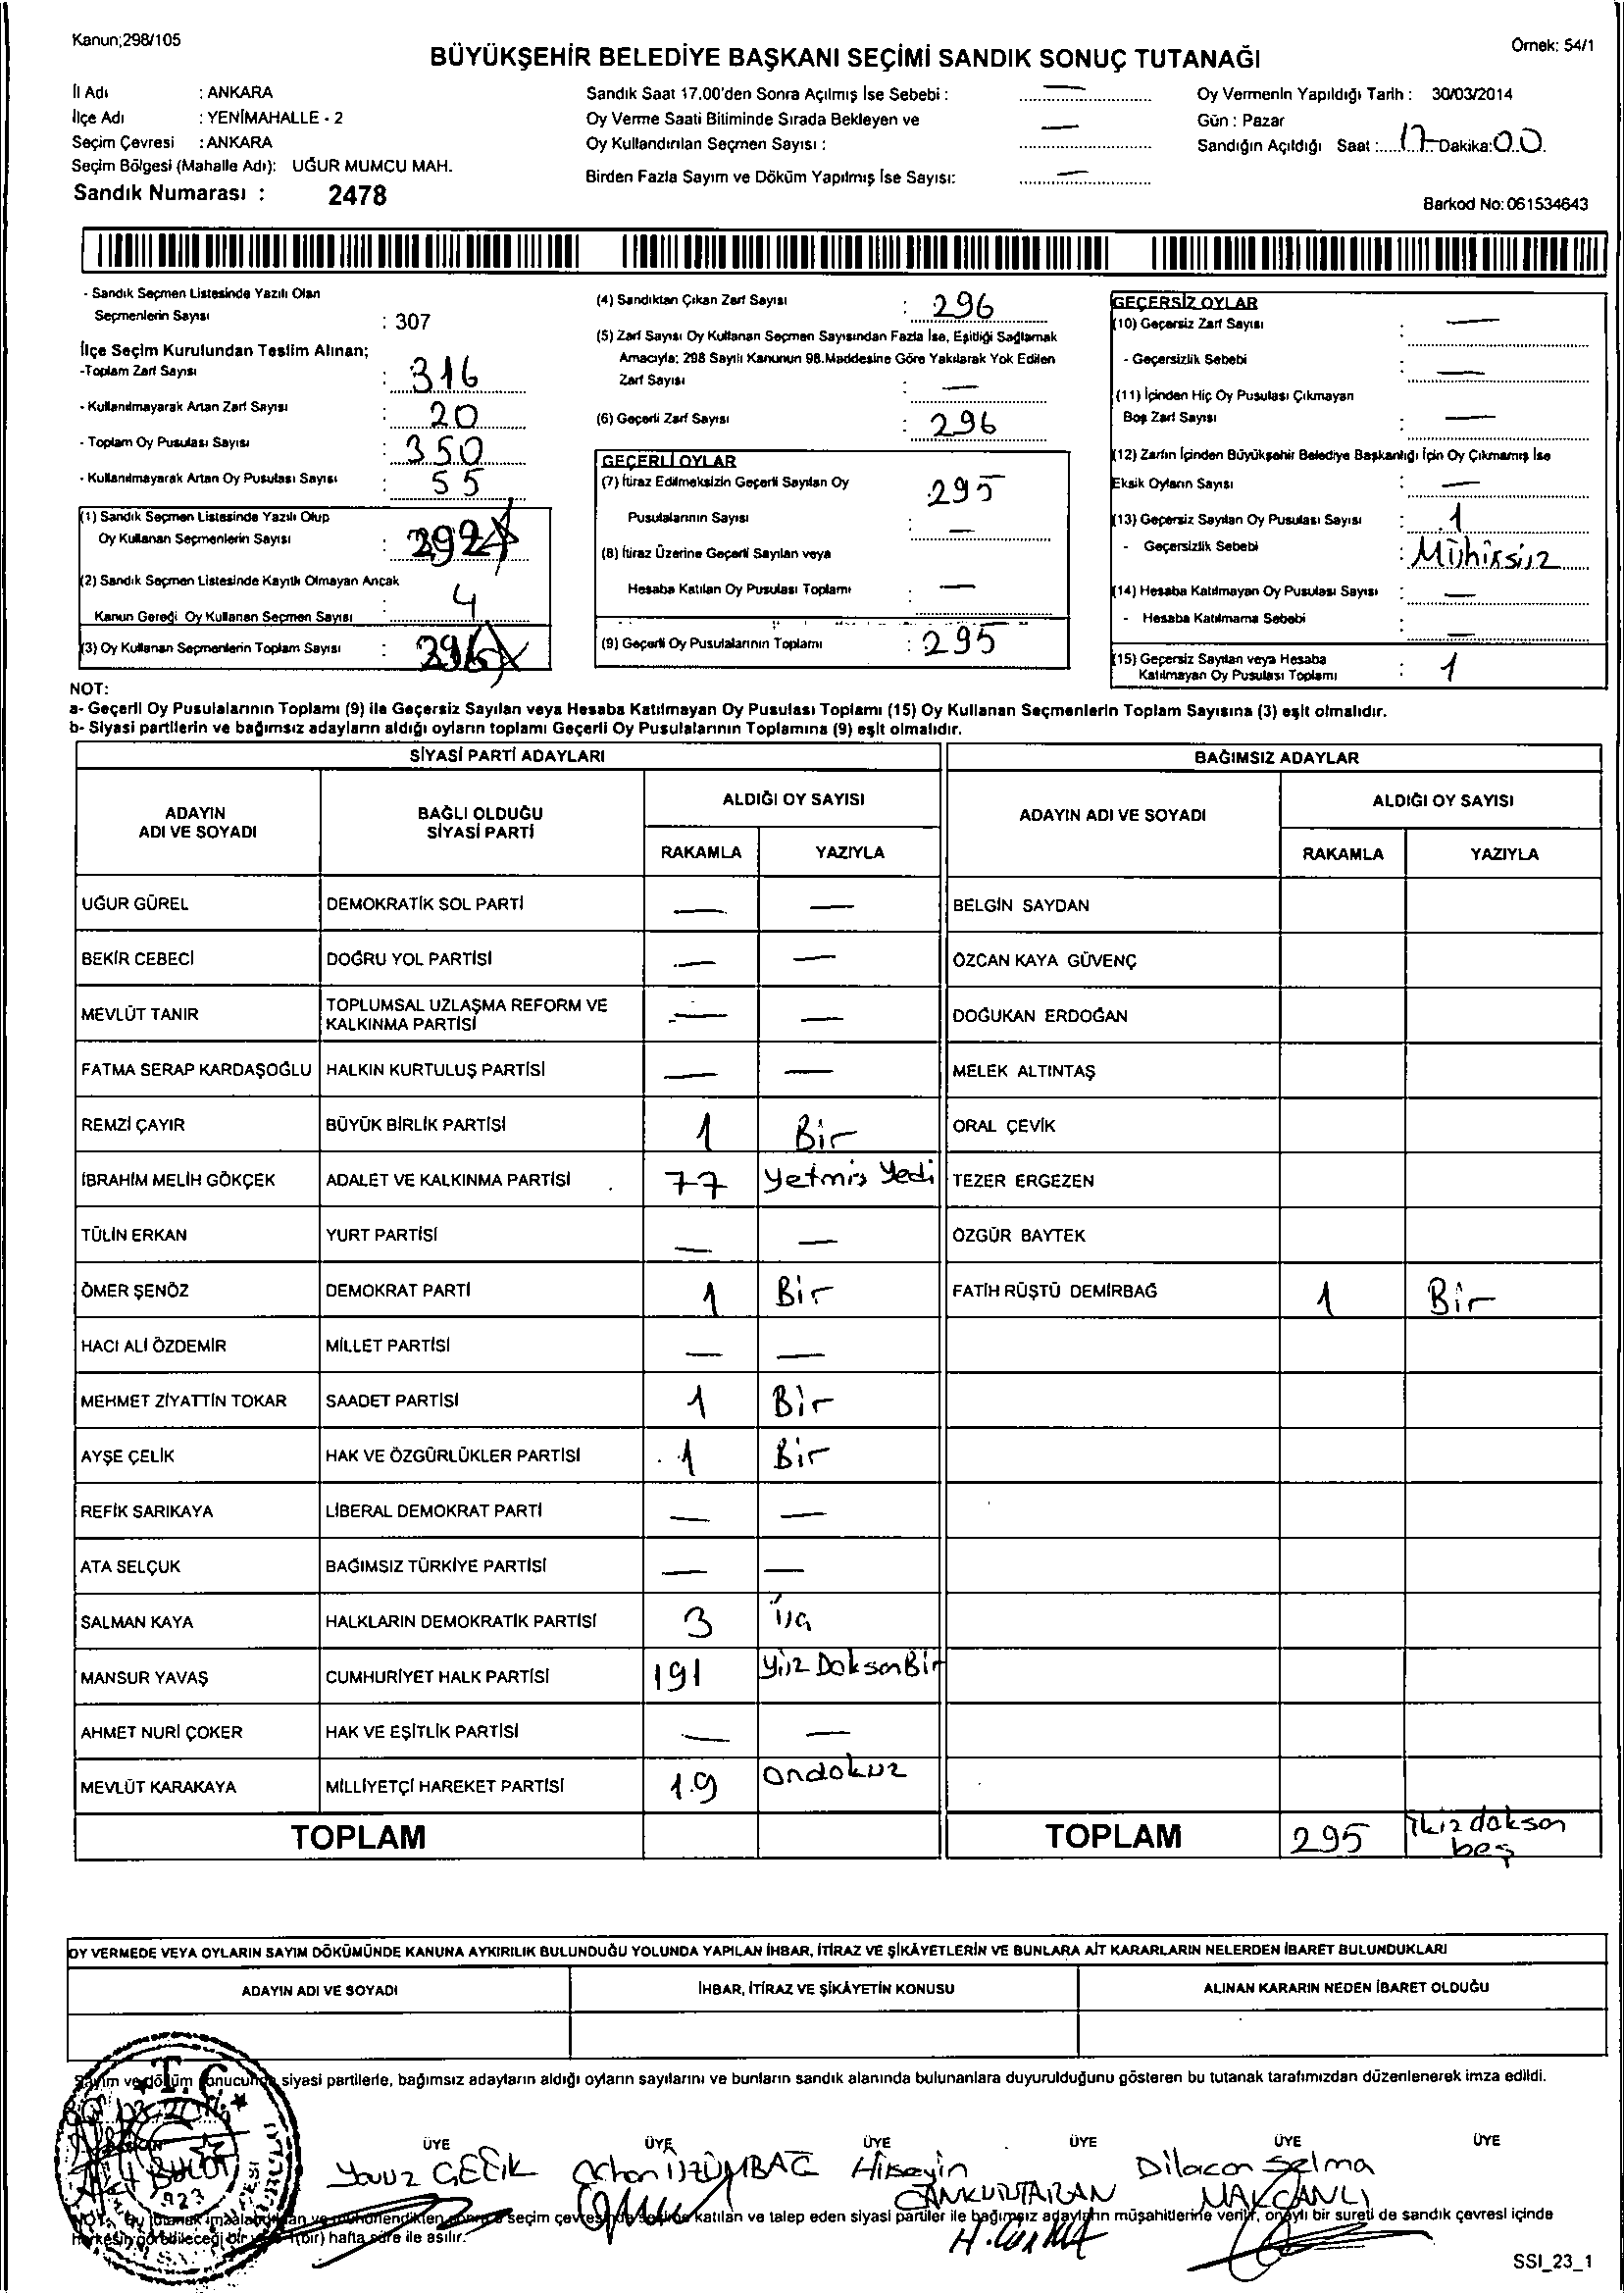 Kanun;298/105
Örnek: 54/1
BÜYÜKŞEHİR BELEDİYE BAŞKANI SEÇİMİ SANDIK SONUÇ TUTANAĞI
İl Adı : ANKARA
İlçe Adı : YENİMAHALLE - 2
Seçim Çevresi : ANKARA
Seçim Bölgesi (Mahalle Adı): UĞUR MUMCU MAH.
Sandık Numarası : 2478
Sandık Saat 17.00'den Sonra Açılmış İse Sebebi : —
Oy Verme Saati Bitiminde Sırada Bekleyen ve
Oy Kullandırılan Seçmen Sayısı : —
Birden Fazla Sayım ve Döküm Yapılmış İse Sayısı: —
Oy Vermenin Yapıldığı Tarih : 30/03/2014
Gün : Pazar
Sandığın Açıldığı Saat : 17 Dakika: 00
Barkod No: 061534643
- Sandık Seçmen Listesinde Yazılı Olan
Seçmenlerin Sayısı : 307
İlçe Seçim Kurulundan Teslim Alınan;
-Toplam Zarf Sayısı : 316
- Kullanılmayarak Artan Zarf Sayısı : 20
- Toplam Oy Pusulası Sayısı : 350
- Kullanılmayarak Artan Oy Pusulası Sayısı : 55
(1) Sandık Seçmen Listesinde Yazılı Olup
Oy Kullanan Seçmenlerin Sayısı : 292
(2) Sandık Seçmen Listesinde Kayıtlı Olmayan Ancak
Kanun Gereği Oy Kullanan Seçmen Sayısı : 4
(3) Oy Kullanan Seçmenlerin Toplam Sayısı : 296
(4) Sandıktan Çıkan Zarf Sayısı : 296
(5) Zarf Sayısı Oy Kullanan Seçmen Sayısından Fazla İse, Eşitliği Sağlamak
Amacıyla; 298 Sayılı Kanunun 98.Maddesine Göre Yakılarak Yok Edilen
Zarf Sayısı : —
(6) Geçerli Zarf Sayısı : 296
GEÇERLİ OYLAR
(7) İtiraz Edilmeksizin Geçerli Sayılan Oy
Pusulalarının Sayısı : 295
(8) İtiraz Üzerine Geçerli Sayılan veya
Hesaba Katılan Oy Pusulası Toplamı : —
(9) Geçerli Oy Pusulalarının Toplamı : 295
GEÇERSİZ OYLAR
(10) Geçersiz Zarf Sayısı : —
- Geçersizlik Sebebi : —
(11) İçinden Hiç Oy Pusulası Çıkmayan
Boş Zarf Sayısı : —
(12) Zarfın İçinden Büyükşehir Belediye Başkanlığı İçin Oy Çıkmamış İse
Eksik Oyların Sayısı : —
(13) Geçersiz Sayılan Oy Pusulası Sayısı : 1
- Geçersizlik Sebebi : Mühirsüz
(14) Hesaba Katılmayan Oy Pusulası Sayısı : —
- Hesaba Katılmama Sebebi : —
(15) Geçersiz Sayılan veya Hesaba
Katılmayan Oy Pusulası Toplamı : 1
NOT:
a- Geçerli Oy Pusulalarının Toplamı (9) ile Geçersiz Sayılan veya Hesaba Katılmayan Oy Pusulası Toplamı (15) Oy Kullanan Seçmenlerin Toplam Sayısına (3) eşit olmalıdır.
b- Siyasi partilerin ve bağımsız adayların aldığı oyların toplamı Geçerli Oy Pusulalarının Toplamına (9) eşit olmalıdır.
SİYASİ PARTİ ADAYLARI
BAĞIMSIZ ADAYLAR
ADAYIN
ADI VE SOYADI
BAĞLI OLDUĞU
SİYASİ PARTİ
ALDIĞI OY SAYISI
RAKAMLA YAZIYLA
ADAYIN ADI VE SOYADI
ALDIĞI OY SAYISI
RAKAMLA YAZIYLA
UĞUR GÜREL DEMOKRATİK SOL PARTİ — — BELGİN SAYDAN
BEKİR CEBECİ DOĞRU YOL PARTİSİ — — ÖZCAN KAYA GÜVENÇ
MEVLÜT TANIR TOPLUMSAL UZLAŞMA REFORM VE
KALKINMA PARTİSİ — — DOĞUKAN ERDOĞAN
FATMA SERAP KARDAŞOĞLU HALKIN KURTULUŞ PARTİSİ — — MELEK ALTINTAŞ
REMZİ ÇAYIR BÜYÜK BİRLİK PARTİSİ 1 Bir ORAL ÇEVİK
İBRAHİM MELİH GÖKÇEK ADALET VE KALKINMA PARTİSİ 77 Yetmiş Yedi TEZER ERGEZEN
TÜLİN ERKAN YURT PARTİSİ — — ÖZGÜR BAYTEK
ÖMER ŞENÖZ DEMOKRAT PARTİ 1 Bir FATİH RÜŞTÜ DEMİRBAĞ 1 Bir
HACI ALİ ÖZDEMİR MİLLET PARTİSİ — —
MEHMET ZİYATTİN TOKAR SAADET PARTİSİ 1 Bir
AYŞE ÇELİK HAK VE ÖZGÜRLÜKLER PARTİSİ 1 Bir
REFİK SARIKAYA LİBERAL DEMOKRAT PARTİ — —
ATA SELÇUK BAĞIMSIZ TÜRKİYE PARTİSİ — —
SALMAN KAYA HALKLARIN DEMOKRATİK PARTİSİ 3 üç
MANSUR YAVAŞ CUMHURİYET HALK PARTİSİ 191 Yüz DoksanBir
AHMET NURİ ÇOKER HAK VE EŞİTLİK PARTİSİ — —
MEVLÜT KARAKAYA MİLLİYETÇİ HAREKET PARTİSİ 19 Ondokuz
TOPLAM TOPLAM 295 ikiz doksan
beş
OY VERMEDE VEYA OYLARIN SAYIM DÖKÜMÜNDE KANUNA AYKIRILIK BULUNDUĞU YOLUNDA YAPILAN İHBAR, İTİRAZ VE ŞİKÂYETLERİN VE BUNLARA AİT KARARLARIN NELERDEN İBARET BULUNDUKLARI
ADAYIN ADI VE SOYADI İHBAR, İTİRAZ VE ŞİKÂYETİN KONUSU ALINAN KARARIN NEDEN İBARET OLDUĞU
Sayım ve döküm sonucunda siyasi partilerle, bağımsız adayların aldığı oyların sayılarını ve bunların sandık alanında bulunanlara duyurulduğunu gösteren bu tutanak tarafımızdan düzenlenerek imza edildi.
T.C.
ÜYE ÜYE ÜYE ÜYE ÜYE ÜYE
Yavuz ÇELİK Orhan ÜZÜMBAĞ Hüseyin Dilacan Selma
CANKURTARAN
H. Cankur
NOT: Bu tutanak imzalandıktan ve mühürlendikten sonra seçim çevresinde katılan ve talep eden siyasi partiler ile bağımsız adayların müşahitlerine verilir, onaylı bir sureti de sandık çevresi içinde
Herkesin görebileceği bir yere 1(bir) hafta süre ile asılır.
SSI_23_1